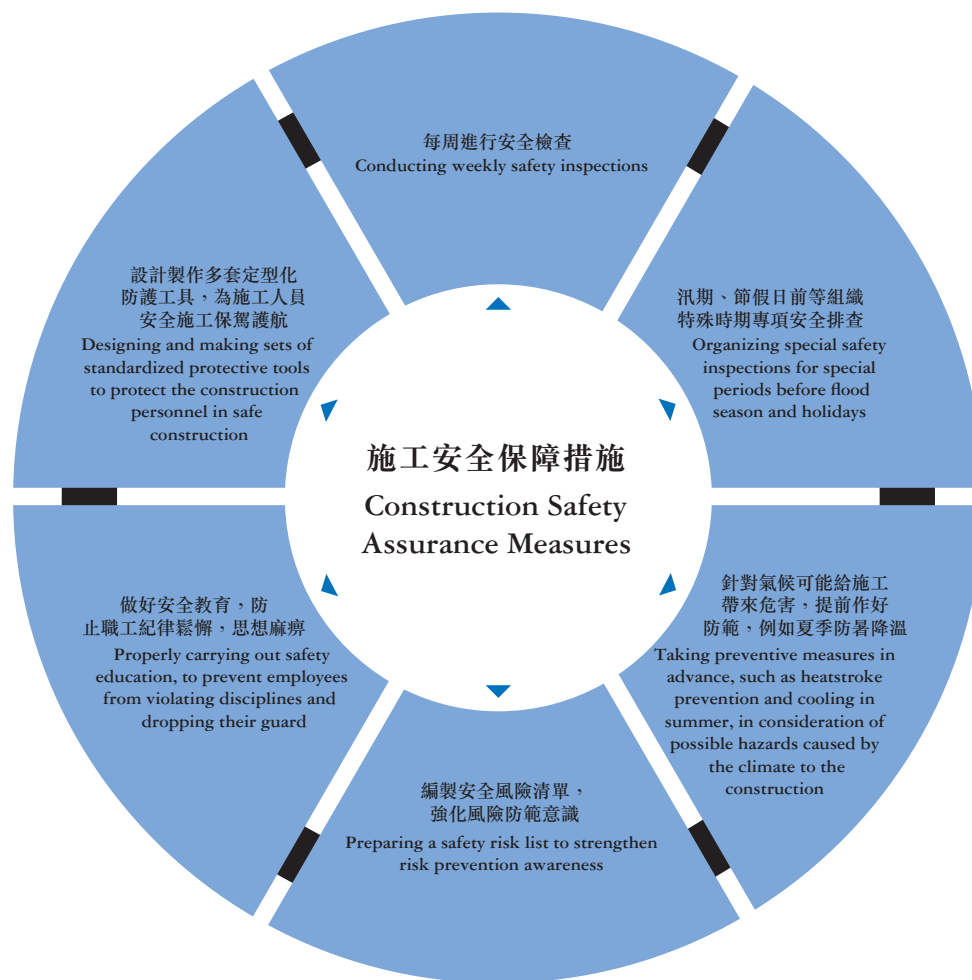 每周進行安全檢查
Conducting weekly safety inspections
汛期、節假日前等組織
特殊時期專項安全排查
Organizing special safety
inspections for special
periods before flood
season and holidays
針對氣候可能給施工
帶來危害，提前作好
防範，例如夏季防暑降溫
Taking preventive measures in
advance, such as heatstroke
prevention and cooling in
summer, in consideration of
possible hazards caused by
the climate to the
construction
編製安全風險清單，
強化風險防範意識
Preparing a safety risk list to strengthen
risk prevention awareness
做好安全教育，防
止職工紀律鬆懈，思想麻痹
Properly carrying out safety
education, to prevent employees
from violating disciplines and
dropping their guard
設計製作多套定型化
防護工具，為施工人員
安全施工保駕護航
Designing and making sets of
standardized protective tools
to protect the construction
personnel in safe
construction
施工安全保障措施
Construction Safety
Assurance Measures